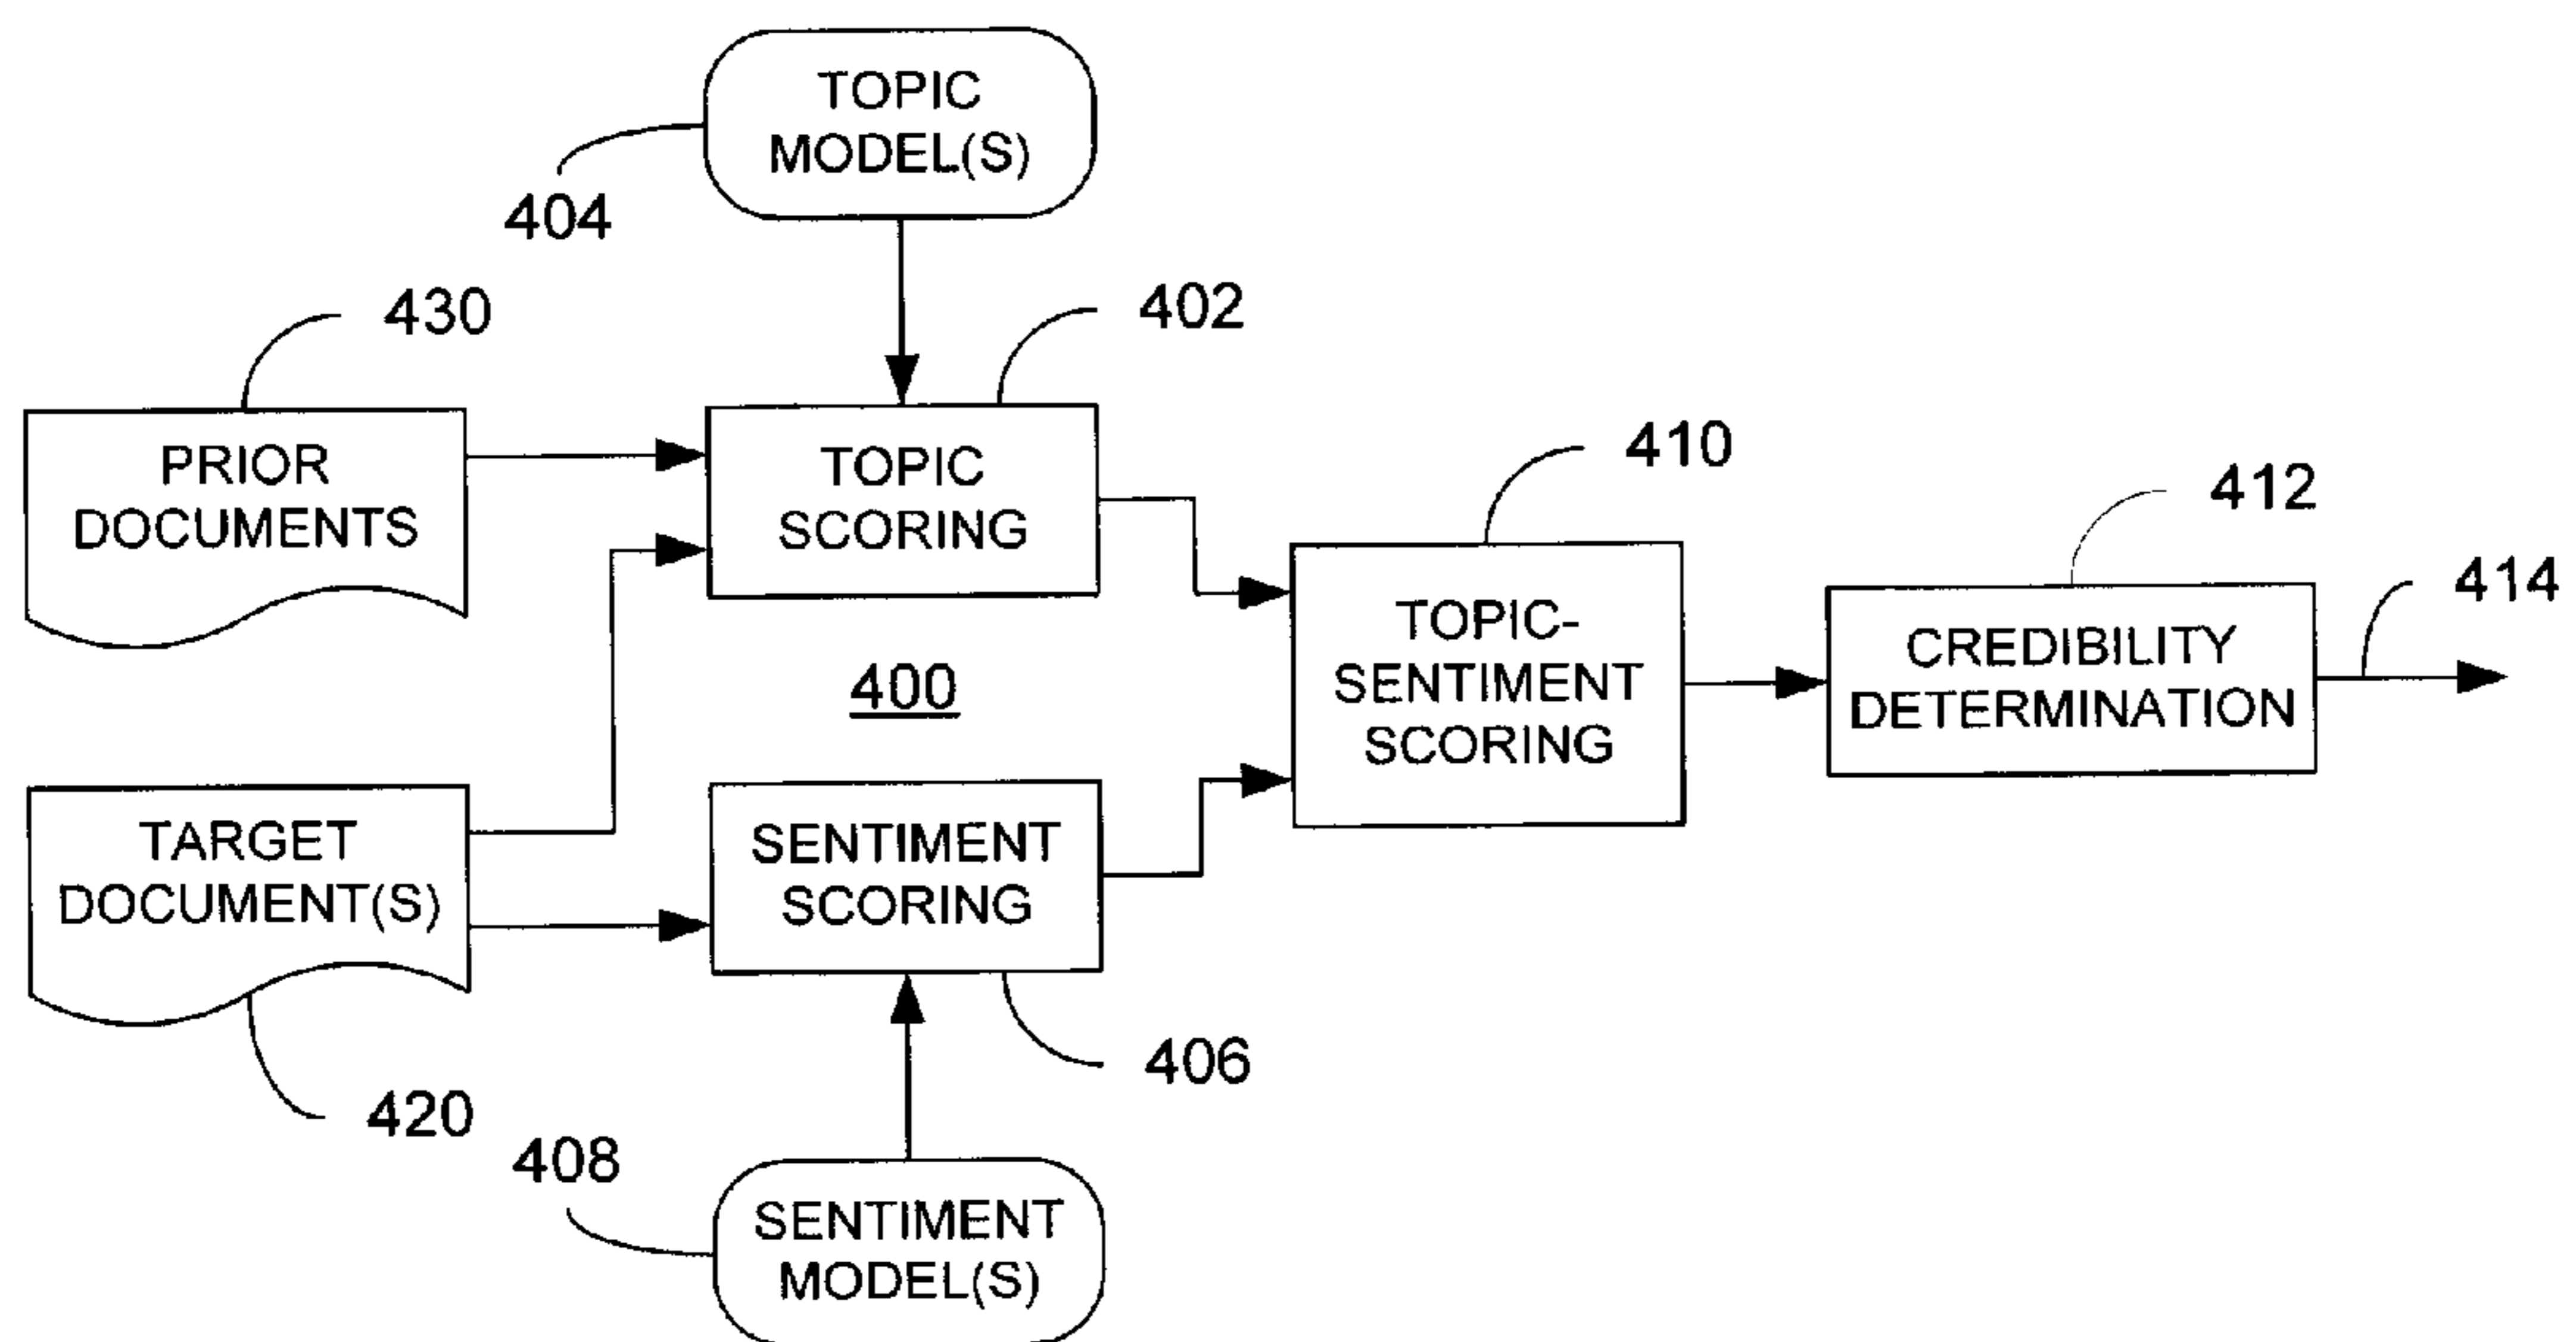 TOPIC
MODEL(S)
404
430
402
PRIOR
DOCUMENTS
TOPIC
SCORING
410
412
414
TOPIC-
SENTIMENT
SCORING
CREDIBILITY
DETERMINATION
400
TARGET
DOCUMENT(S)
SENTIMENT
SCORING
406
420
408
SENTIMENT
MODEL(S)